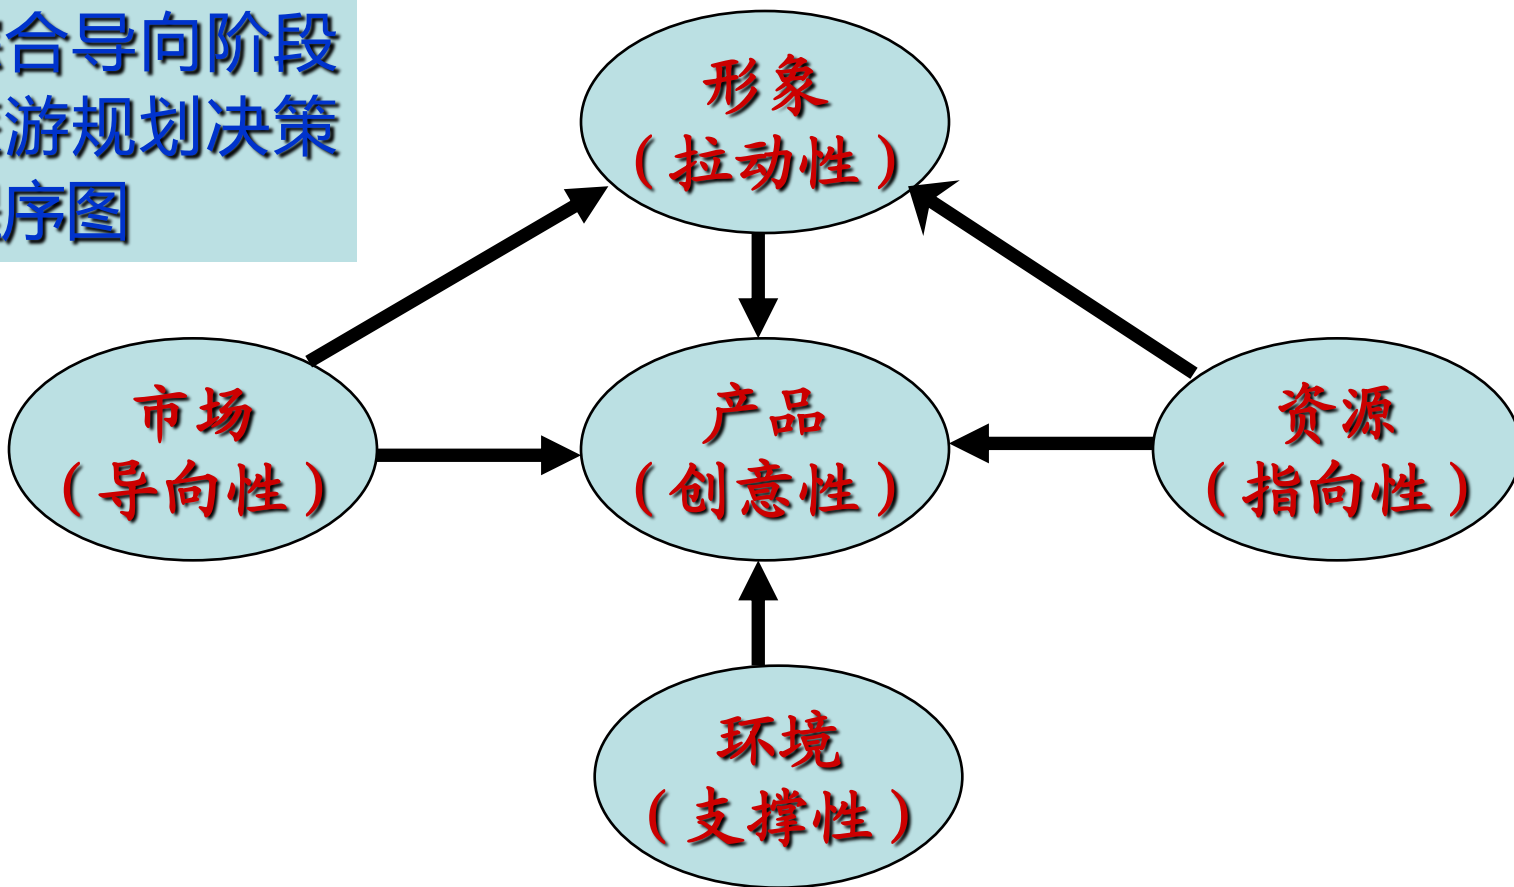 合导向阶段
游规划决策
序图
形象
（拉动性）
市场
（导向性）
产品
（创意性）
资源
（指向性）
环境
（支撑性）